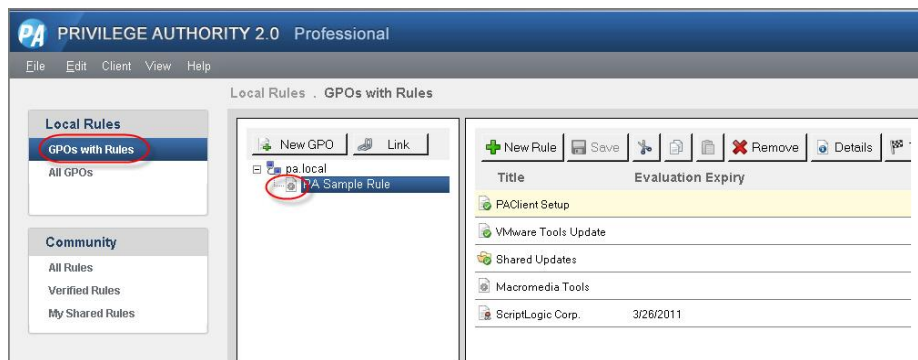 PA PRIVILEGE AUTHORITY 2.0 Professional
File Edit Client View Help
Local Rules . GPOs with Rules
Local Rules
GPOs with Rules
All GPOs
Community
All Rules
Verified Rules
My Shared Rules
New GPO Link
pa.local
PA Sample Rule
New Rule Save Remove Details
Title Evaluation Expiry
PAClient Setup
VMware Tools Update
Shared Updates
Macromedia Tools
ScriptLogic Corp. 3/26/2011